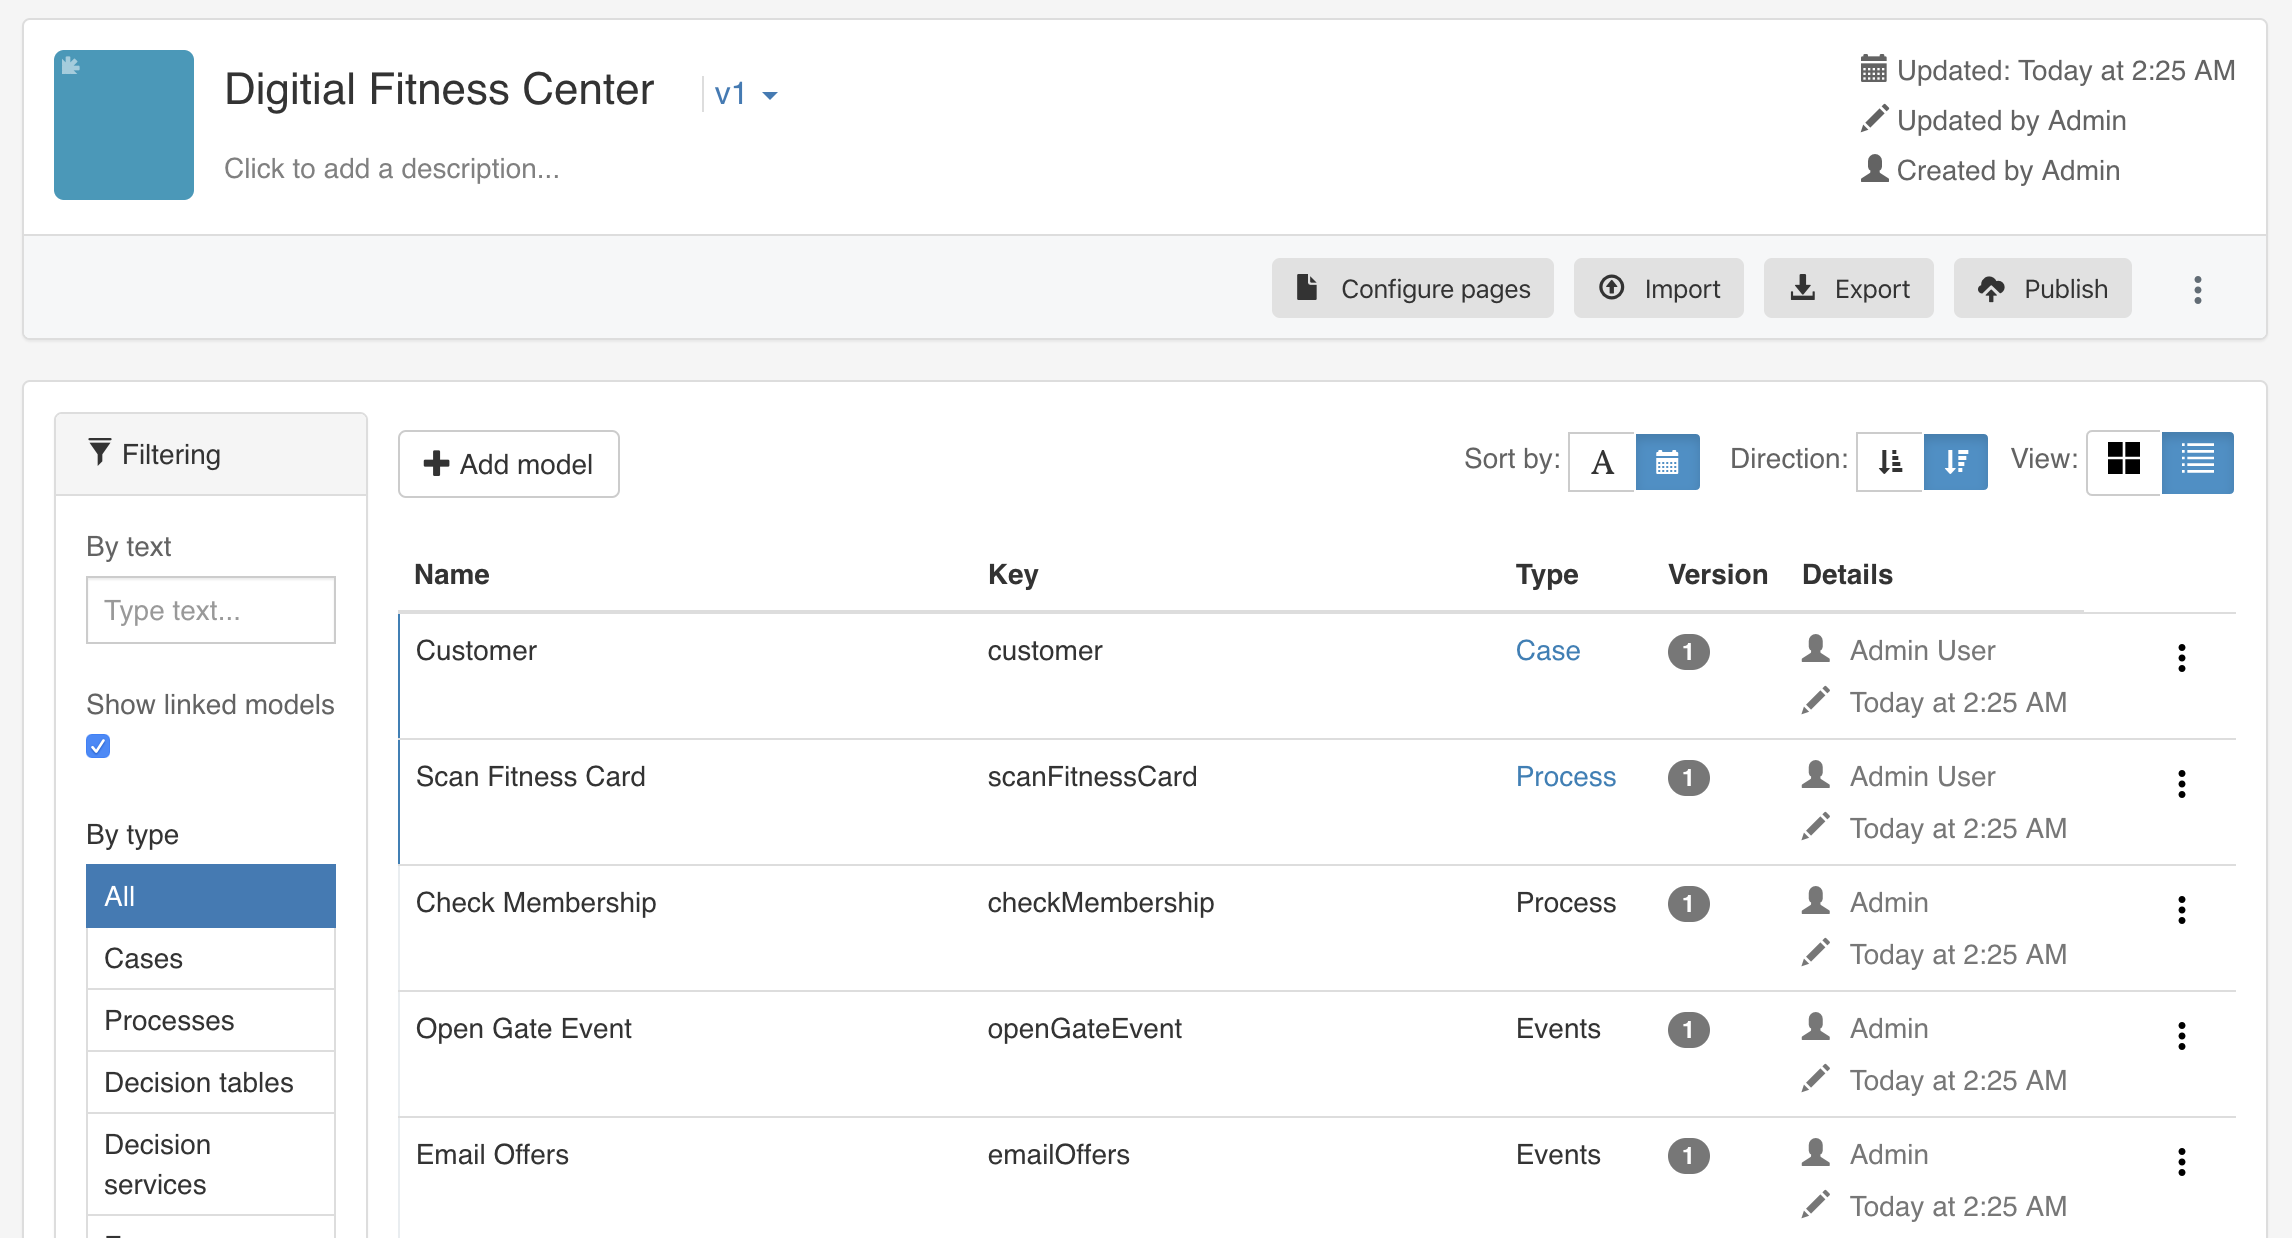 Digitial Fitness Center
v1
Click to add a description...
Updated: Today at 2:25 AM
Updated by Admin
Created by Admin
Configure pages
Import
Export
Publish
Filtering
By text
Type text...
Show linked models
By type
All
Cases
Processes
Decision tables
Decision
services
Add model
Sort by: A
Direction:
View:
Name Key Type Version Details
Customer customer Case 1 Admin User
Today at 2:25 AM
Scan Fitness Card scanFitnessCard Process 1 Admin User
Today at 2:25 AM
Check Membership checkMembership Process 1 Admin
Today at 2:25 AM
Open Gate Event openGateEvent Events 1 Admin
Today at 2:25 AM
Email Offers emailOffers Events 1 Admin
Today at 2:25 AM